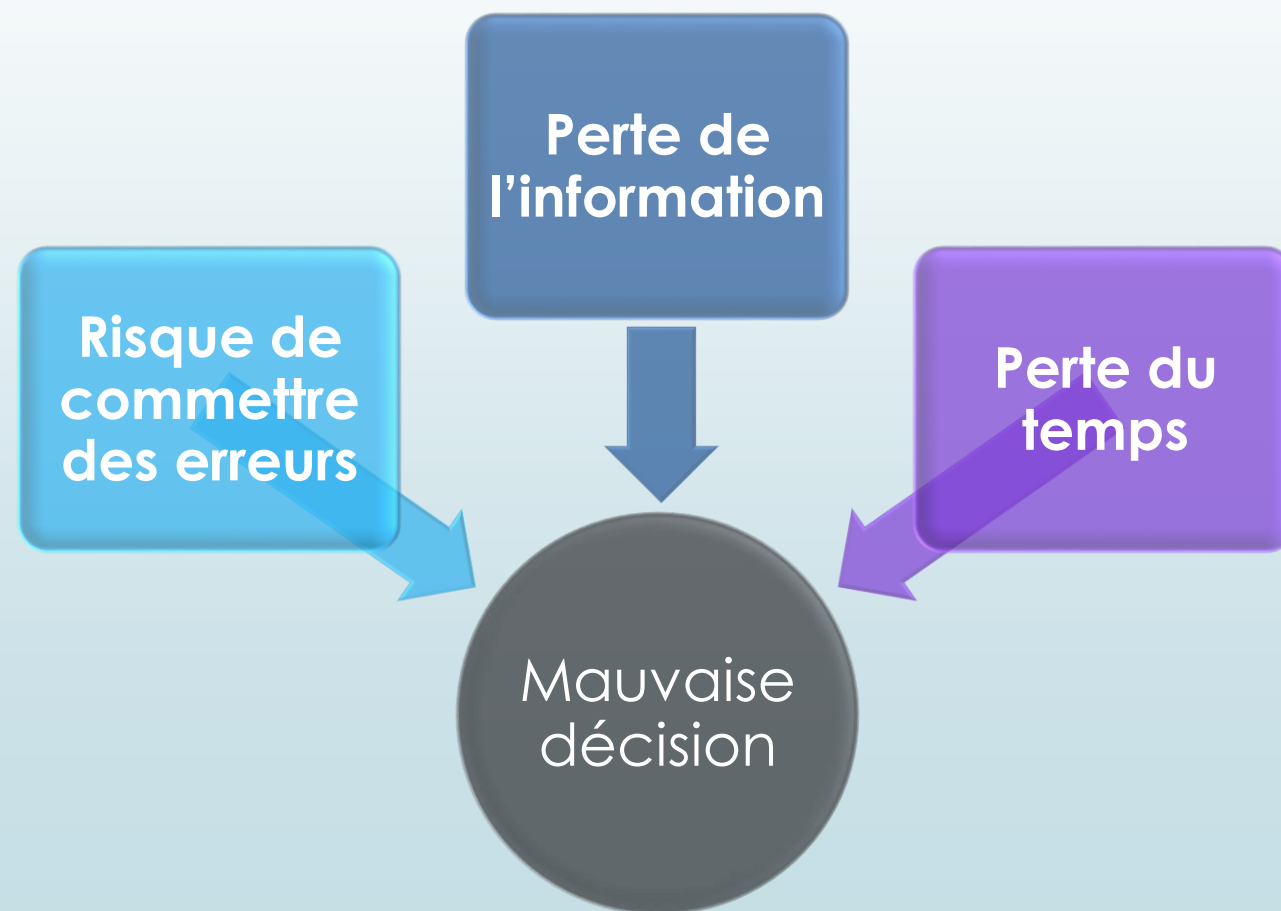 Perte de
l’information
Risque de
commettre
des erreurs
Perte du
temps
Mauvaise
décision